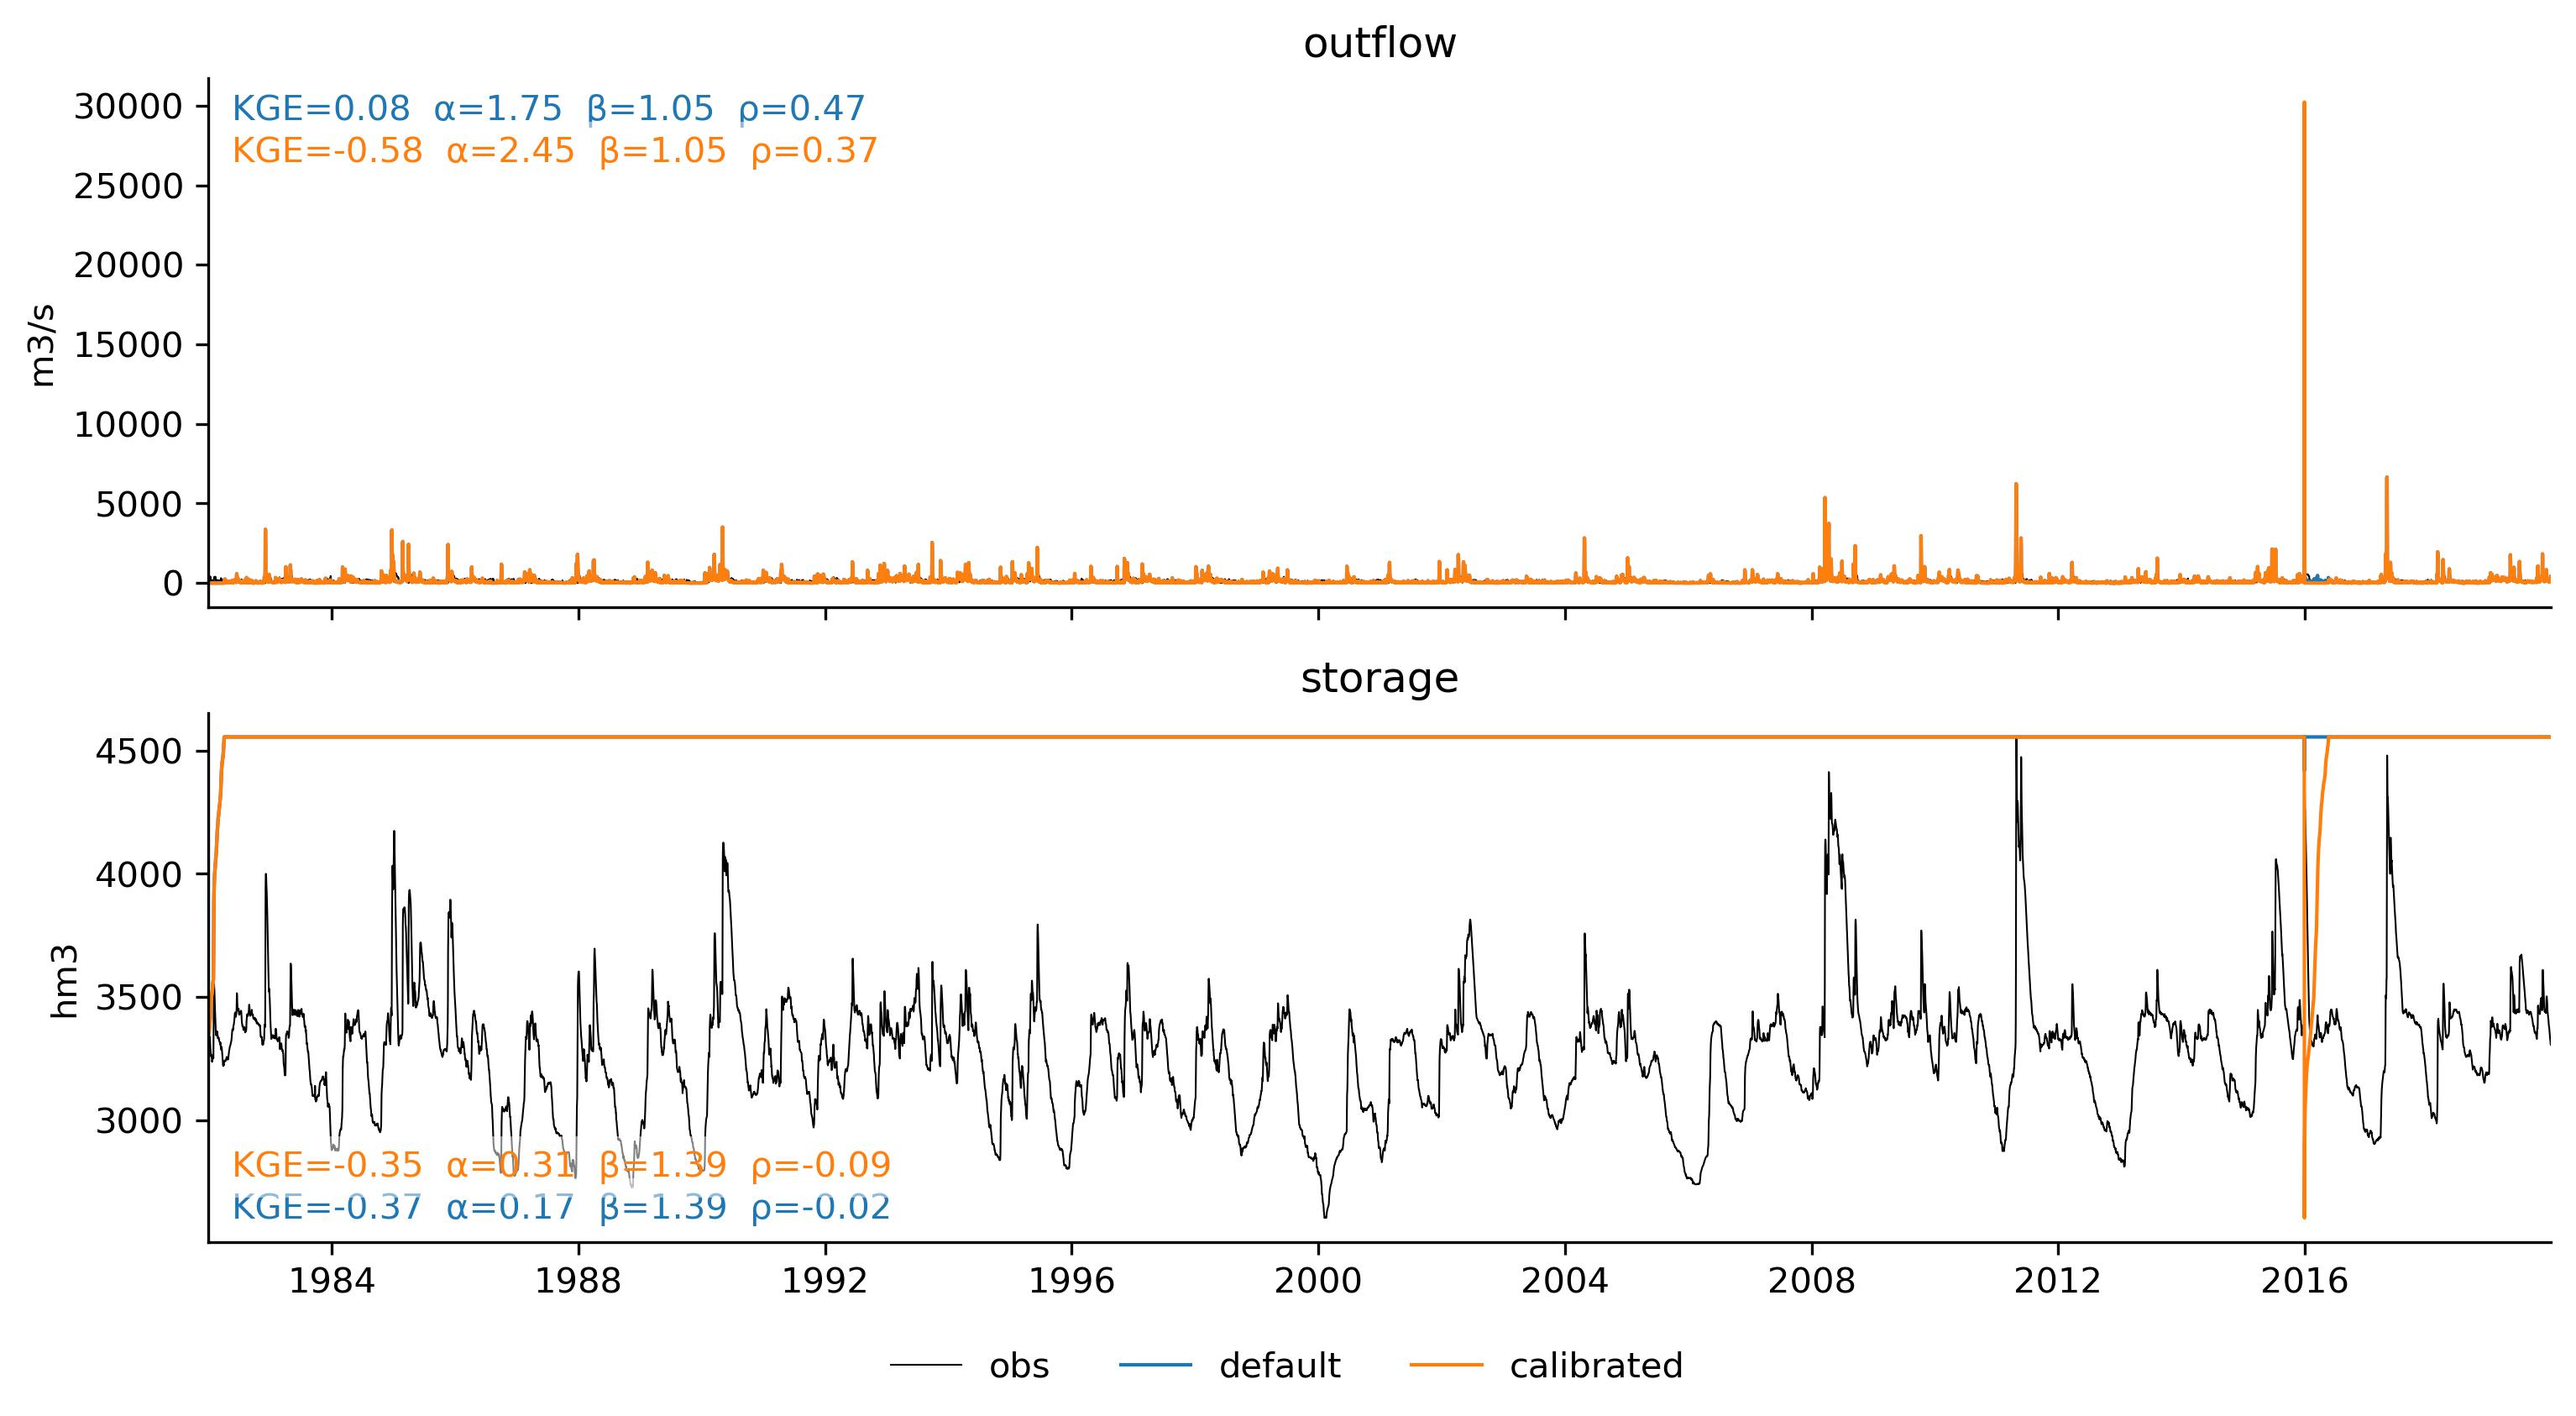 outflow
KGE=0.08 α=1.75 β=1.05 ρ=0.47
KGE=-0.58 α=2.45 β=1.05 ρ=0.37
30000
25000
20000
15000
10000
5000
0
m3/s
storage
4500
4000
3500
3000
hm3
KGE=-0.35 α=0.31 β=1.39 ρ=-0.09
KGE=-0.37 α=0.17 β=1.39 ρ=-0.02
1984 1988 1992 1996 2000 2004 2008 2012 2016
obs default calibrated